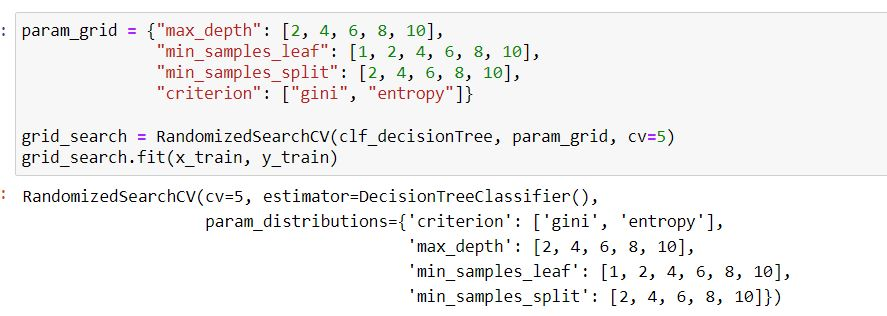 : param_grid = {"max_depth": [2, 4, 6, 8, 10],
"min_samples_leaf": [1, 2, 4, 6, 8, 10],
"min_samples_split": [2, 4, 6, 8, 10],
"criterion": ["gini", "entropy"]}
grid_search = RandomizedSearchCV(clf_decisionTree, param_grid, cv=5)
grid_search.fit(x_train, y_train)
: RandomizedSearchCV(cv=5, estimator=DecisionTreeClassifier(),
param_distributions={'criterion': ['gini', 'entropy'],
'max_depth': [2, 4, 6, 8, 10],
'min_samples_leaf': [1, 2, 4, 6, 8, 10],
'min_samples_split': [2, 4, 6, 8, 10]})